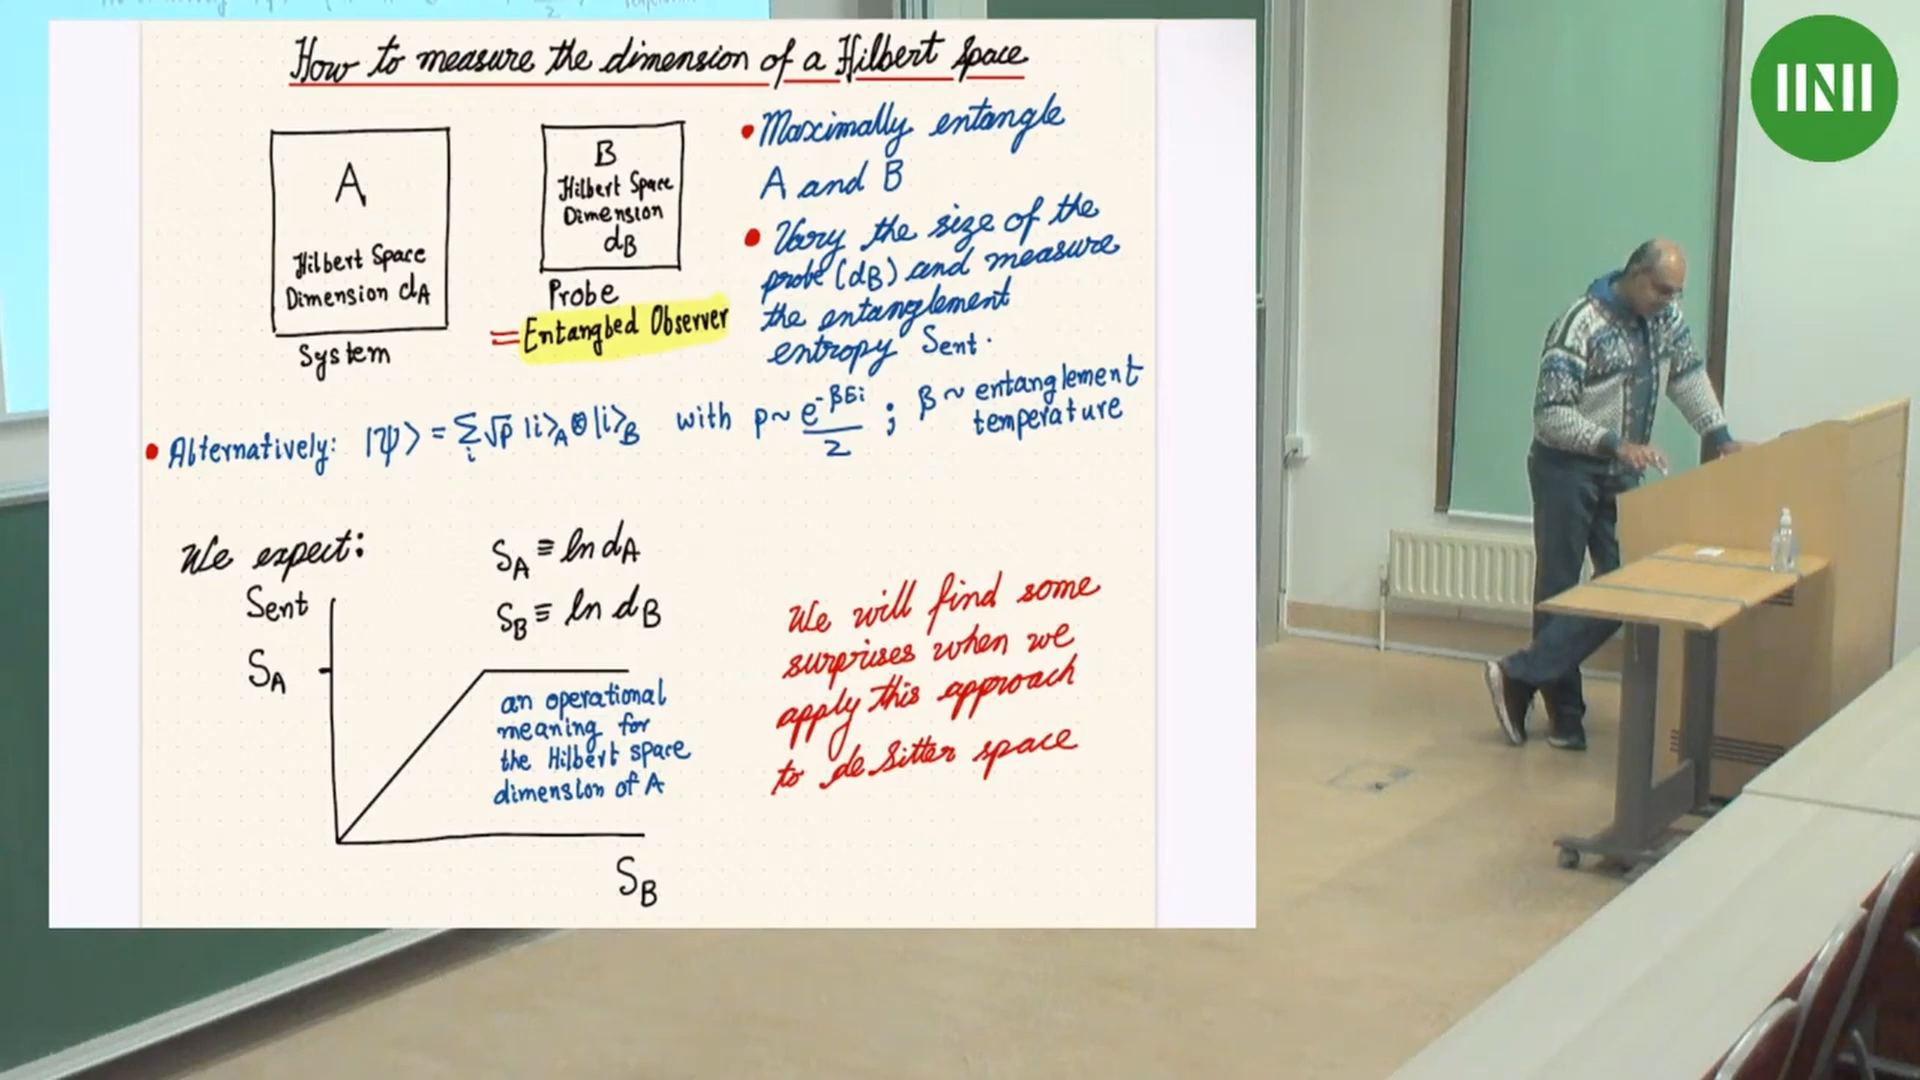 How to measure the dimension of a Hilbert space
A
Hilbert Space
Dimension dA
System
B
Hilbert Space
Dimension
dB
Probe
= Entangbed Observer
• Maximally entangle
A and B
• Vary the size of the
probe (dB) and measure
the entanglement
entropy Sent.
• Alternatively: |ψ> = ∑i √p |i>A ⊗ |i>B with p ~ e^-βEi / 2 ; β ~ entanglement
temperature
We expect:
SA ≡ ln dA
SB ≡ ln dB
Sent
SA
an operational
meaning for
the Hilbert space
dimension of A
SB
We will find some
surprises when we
apply this approach
to de Sitter space
INI